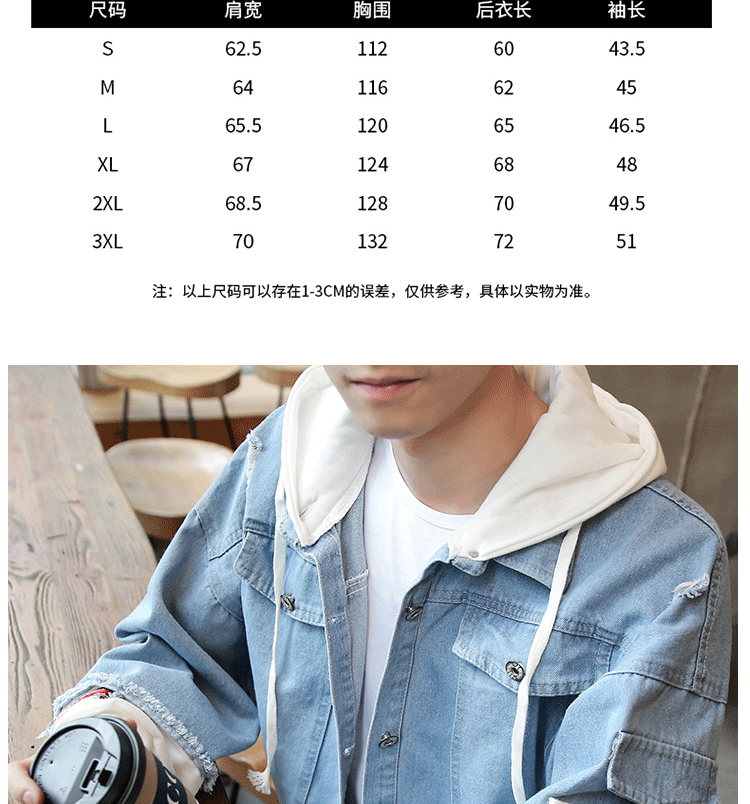 尺码 肩宽 胸围 后衣长 袖长
S 62.5 112 60 43.5
M 64 116 62 45
L 65.5 120 65 46.5
XL 67 124 68 48
2XL 68.5 128 70 49.5
3XL 70 132 72 51
注：以上尺码可以存在1-3CM的误差，仅供参考，具体以实物为准。